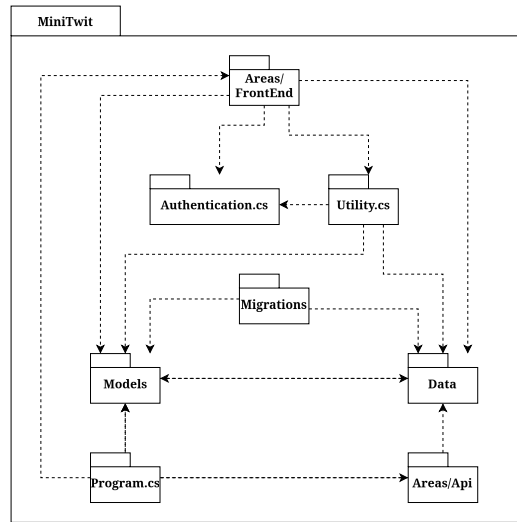 MiniTwit
Areas/
FrontEnd
Authentication.cs
Utility.cs
Migrations
Models
Data
Program.cs
Areas/Api